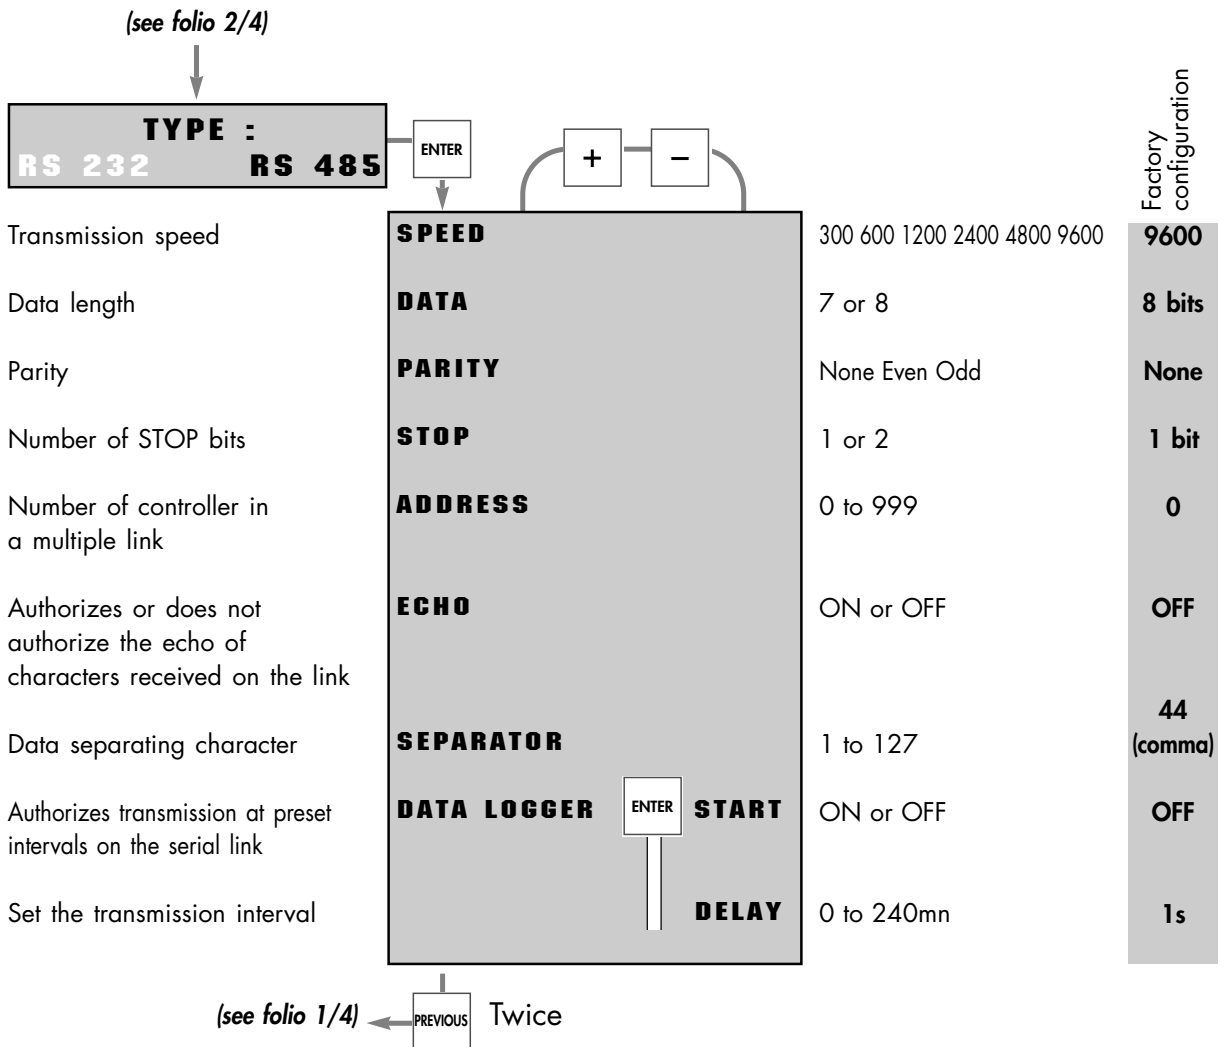 (see folio 2/4)
TYPE :
RS 232 RS 485
ENTER
+ −
Factory
configuration
Transmission speed SPEED 300 600 1200 2400 4800 9600 9600
Data length DATA 7 or 8 8 bits
Parity PARITY None Even Odd None
Number of STOP bits STOP 1 or 2 1 bit
Number of controller in ADDRESS 0 to 999 0
a multiple link
Authorizes or does not ECHO ON or OFF OFF
authorize the echo of
characters received on the link
44
Data separating character SEPARATOR 1 to 127 (comma)
Authorizes transmission at preset DATA LOGGER ENTER START ON or OFF OFF
intervals on the serial link
Set the transmission interval DELAY 0 to 240mn 1s
(see folio 1/4) PREVIOUS Twice